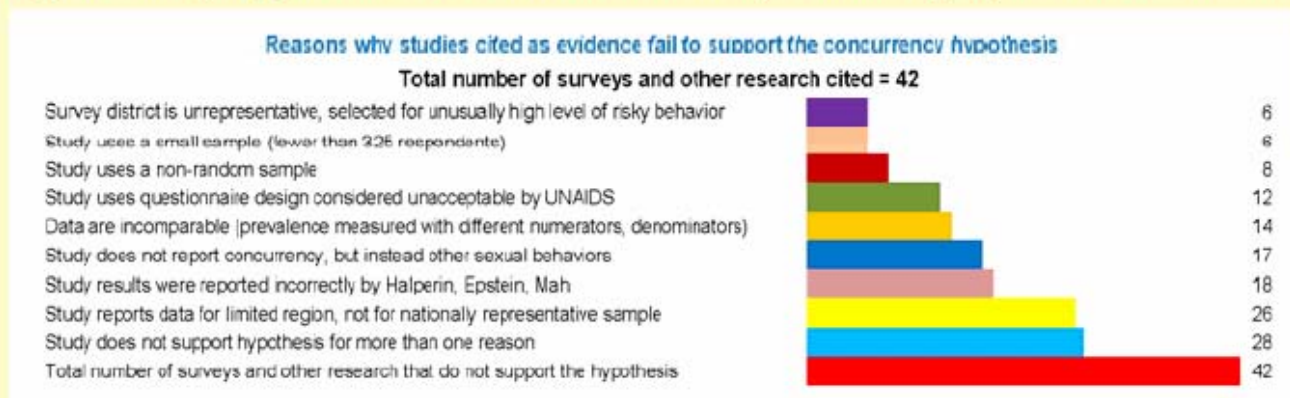 Reasons why studies cited as evidence fail to support the concurrency hypothesis
Total number of surveys and other research cited = 42
Survey district is unrepresentative, selected for unusually high level of risky behavior 6
Study uses a small sample (fewer than respondents) 6
Study uses a non-random sample 8
Study uses questionnaire design considered unacceptable by UNAIDS 12
Data are incomparable (prevalence measured with different numerators, denominators) 14
Study does not report concurrency, but instead other sexual behaviors 17
Study results were reported incorrectly by Halperin, Epstein, Mah 18
Study reports data for limited region, not for nationally representative sample 26
Study does not support hypothesis for more than one reason 28
Total number of surveys and other research that do not support the hypothesis 42